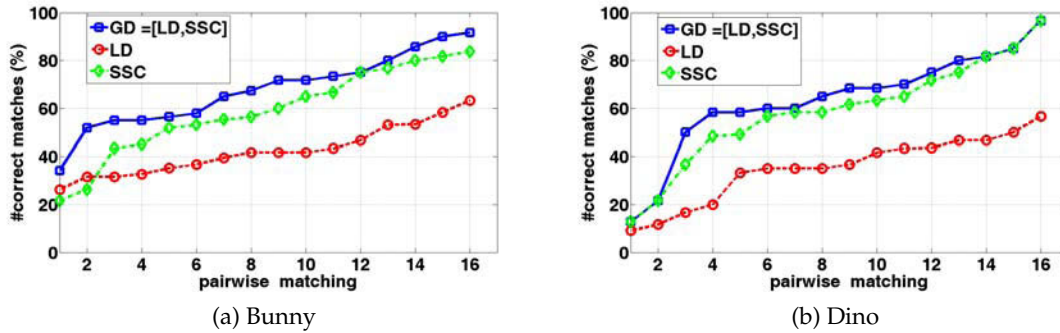 100
80
60
40
20
0
#correct matches (%)
GD =[LD,SSC]
LD
SSC
2 4 6 8 10 12 14 16
pairwise matching
(a) Bunny
100
80
60
40
20
0
#correct matches (%)
GD =[LD,SSC]
LD
SSC
2 4 6 8 10 12 14 16
pairwise matching
(b) Dino